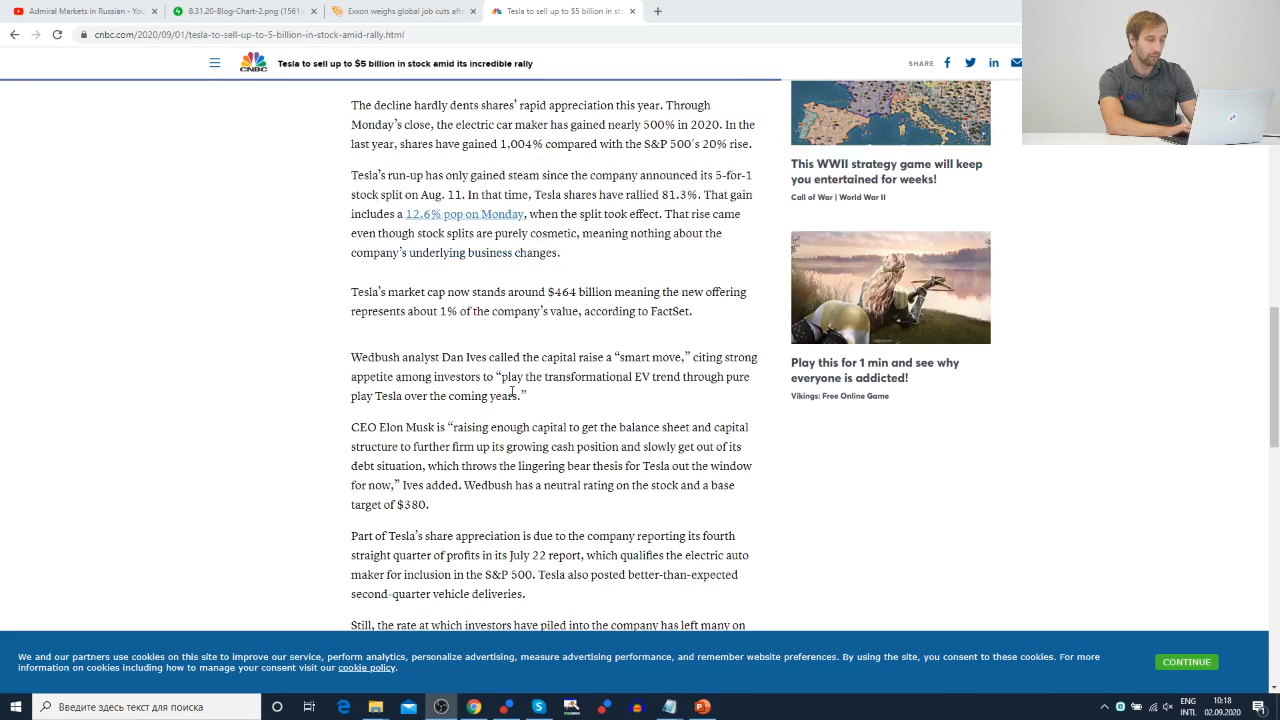 Admiral Markets in Russian - You
8.31.20-Blog-Chart-2.png (1561
Exxon weighs global job cuts afte
Tesla to sell up to $5 billion in sto
cnbc.com/2020/09/01/tesla-to-sell-up-to-5-billion-in-stock-amid-rally.html
CNBC
Tesla to sell up to $5 billion in stock amid its incredible rally
SHARE
The decline hardly dents shares’ rapid appreciation this year. Through
Monday’s close, the electric car maker has gained nearly 500% in 2020. In the
last year, shares have gained 1,004% compared with the S&P 500’s 20% rise.
Tesla’s run-up has only gained steam since the company announced its 5-for-1
stock split on Aug. 11. In that time, Tesla shares have rallied 81.3%. That gain
includes a 12.6% pop on Monday, when the split took effect. That rise came
even though stock splits are purely cosmetic, meaning nothing about the
company’s underlying business changes.
Tesla’s market cap now stands around $464 billion meaning the new offering
represents about 1% of the company’s value, according to FactSet.
Wedbush analyst Dan Ives called the capital raise a “smart move,” citing strong
appetite among investors to “play the transformational EV trend through pure
play Tesla over the coming years.”
CEO Elon Musk is “raising enough capital to get the balance sheet and capital
structure to further firm up its growing profile and slowly get out of its
debt situation, which throws the lingering bear thesis for Tesla out the window
for now,” Ives added. Wedbush has a neutral rating on the stock and a base
target of $380.
Part of Tesla’s share appreciation is due to the company reporting its fourth
straight quarter of profits in its July 22 report, which qualifies the electric auto
maker for inclusion in the S&P 500. Tesla also posted better-than-expected
second-quarter vehicle deliveries.
Still, the rate at which investors have piled into the company has left many on
This WWII strategy game will keep
you entertained for weeks!
Call of War | World War II
Play this for 1 min and see why
everyone is addicted!
Vikings: Free Online Game
We and our partners use cookies on this site to improve our service, perform analytics, personalize advertising, measure advertising performance, and remember website preferences. By using the site, you consent to these cookies. For more
information on cookies including how to manage your consent visit our cookie policy.
CONTINUE
Введите здесь текст для поиска
ENG
INTL
10:18
02.09.2020